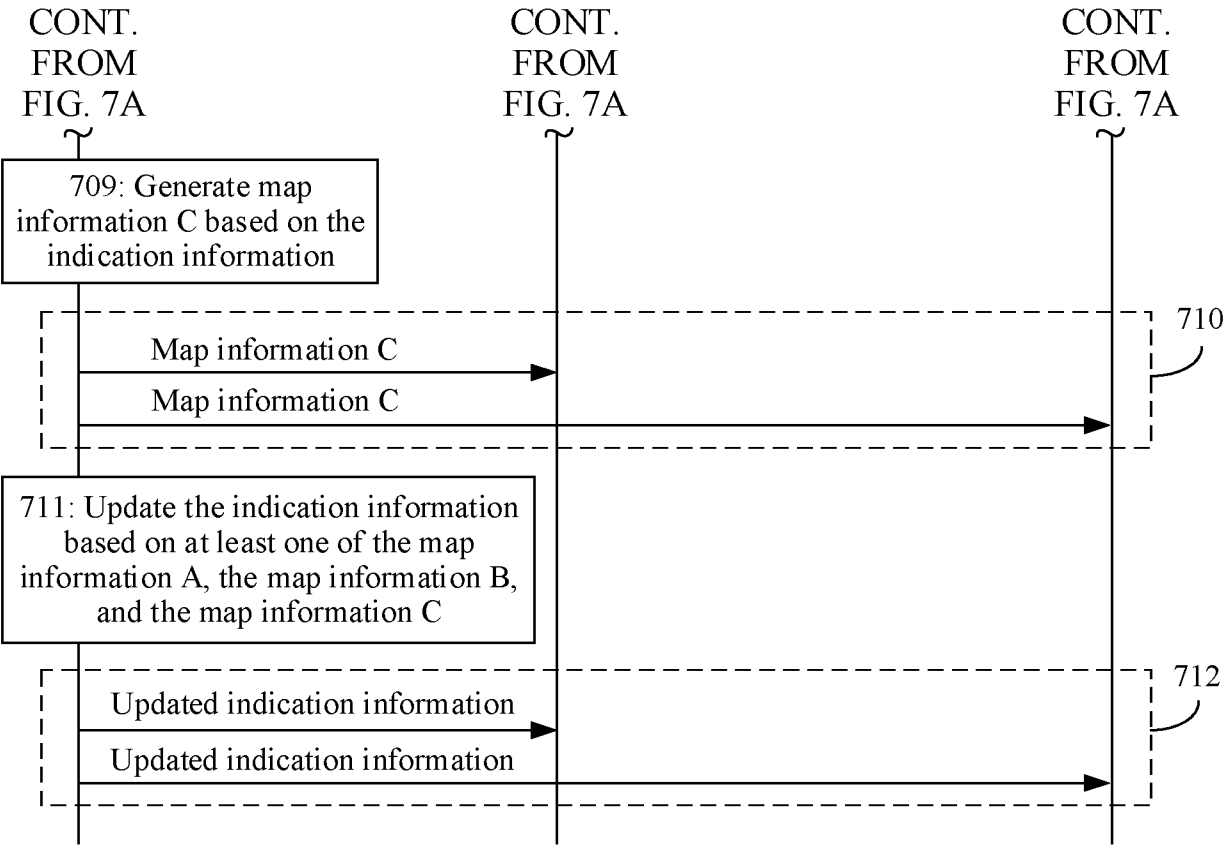 CONT.
FROM
FIG. 7A
CONT.
FROM
FIG. 7A
CONT.
FROM
FIG. 7A
709: Generate map
information C based on the
indication information
710
Map information C
Map information C
711: Update the indication information
based on at least one of the map
information A, the map information B,
and the map information C
712
Updated indication information
Updated indication information